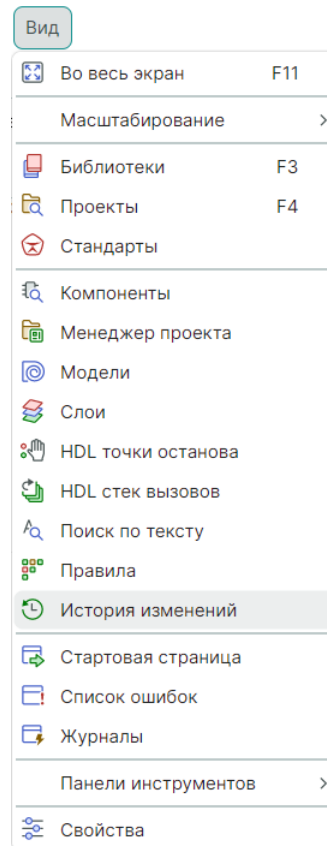 Вид
Во весь экран F11
Масштабирование
Библиотеки F3
Проекты F4
Стандарты
Компоненты
Менеджер проекта
Модели
Слои
HDL точки останова
HDL стек вызовов
Поиск по тексту
Правила
История изменений
Стартовая страница
Список ошибок
Журналы
Панели инструментов
Свойства